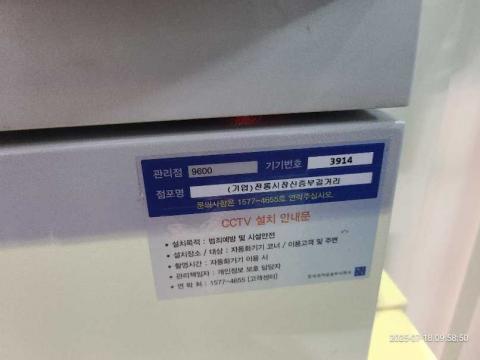 관리점 9600 기기번호 3914
점포명 (기업)전통시장신중부길거리
문의사항은 1577-4655로 연락주십시오.
CCTV 설치 안내문
• 설치목적 : 범죄예방 및 시설안전
• 설치장소 / 대상 : 자동화기기 코너 / 이용고객 및 주변
• 촬영시간 : 자동화기기 이용 시
• 관리책임자 : 개인정보 보호 담당자
• 연 락 처 : 1577-4655 (고객센터)
2025-07-18 09:58:50